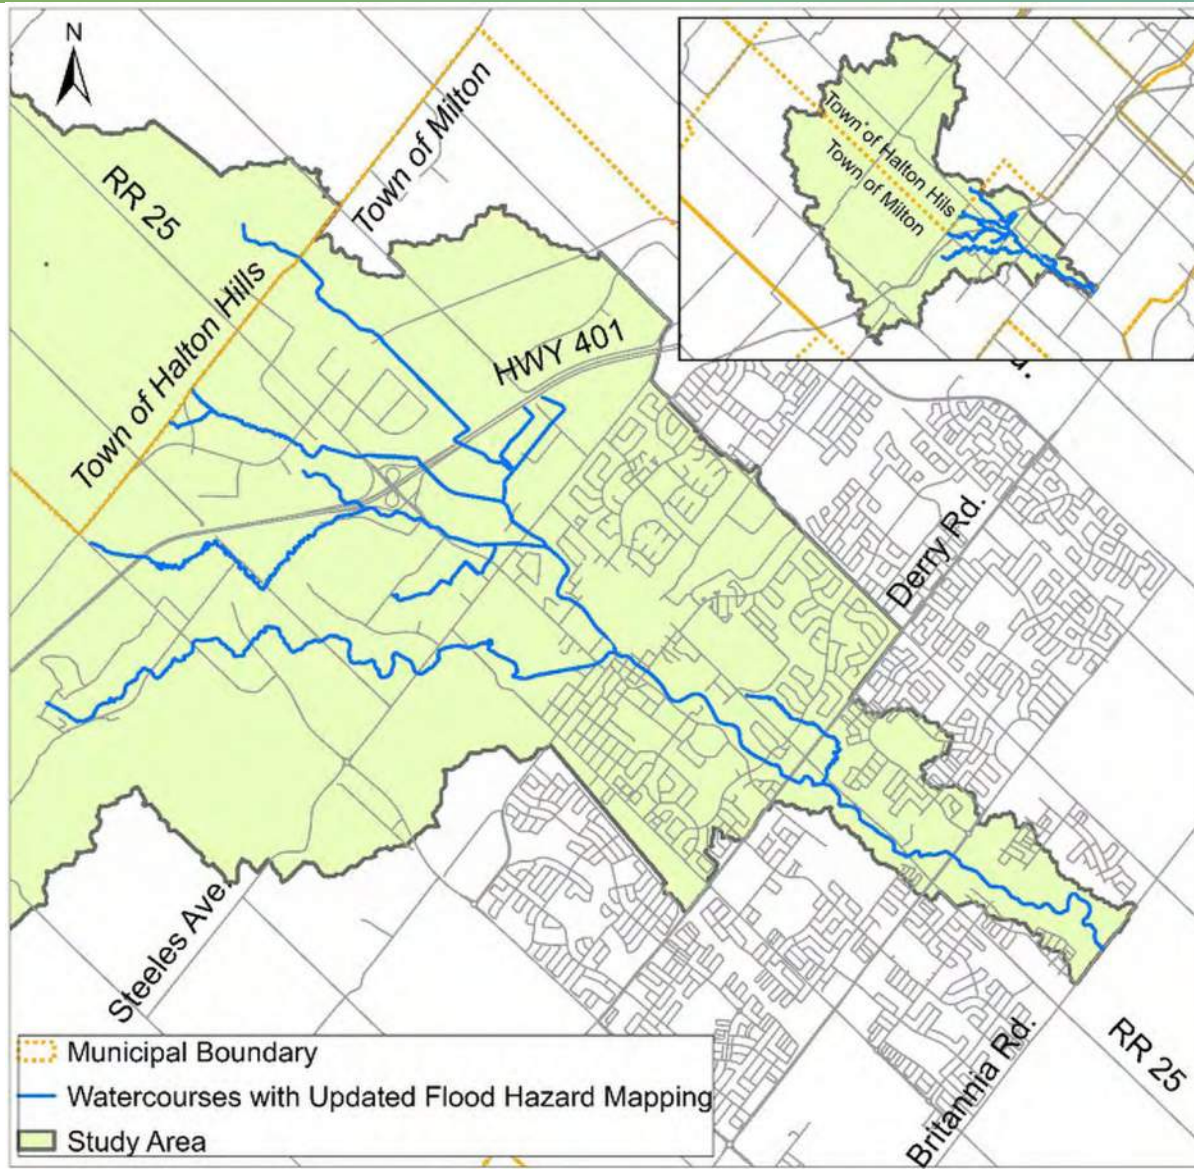 N
Town of Milton
RR 25
Town of Halton Hills
HWY 401
Town of Halton Hils
Town of Milton
Derry Rd.
Steeles Ave.
Britannia Rd.
RR 25
Municipal Boundary
Watercourses with Updated Flood Hazard Mapping
Study Area